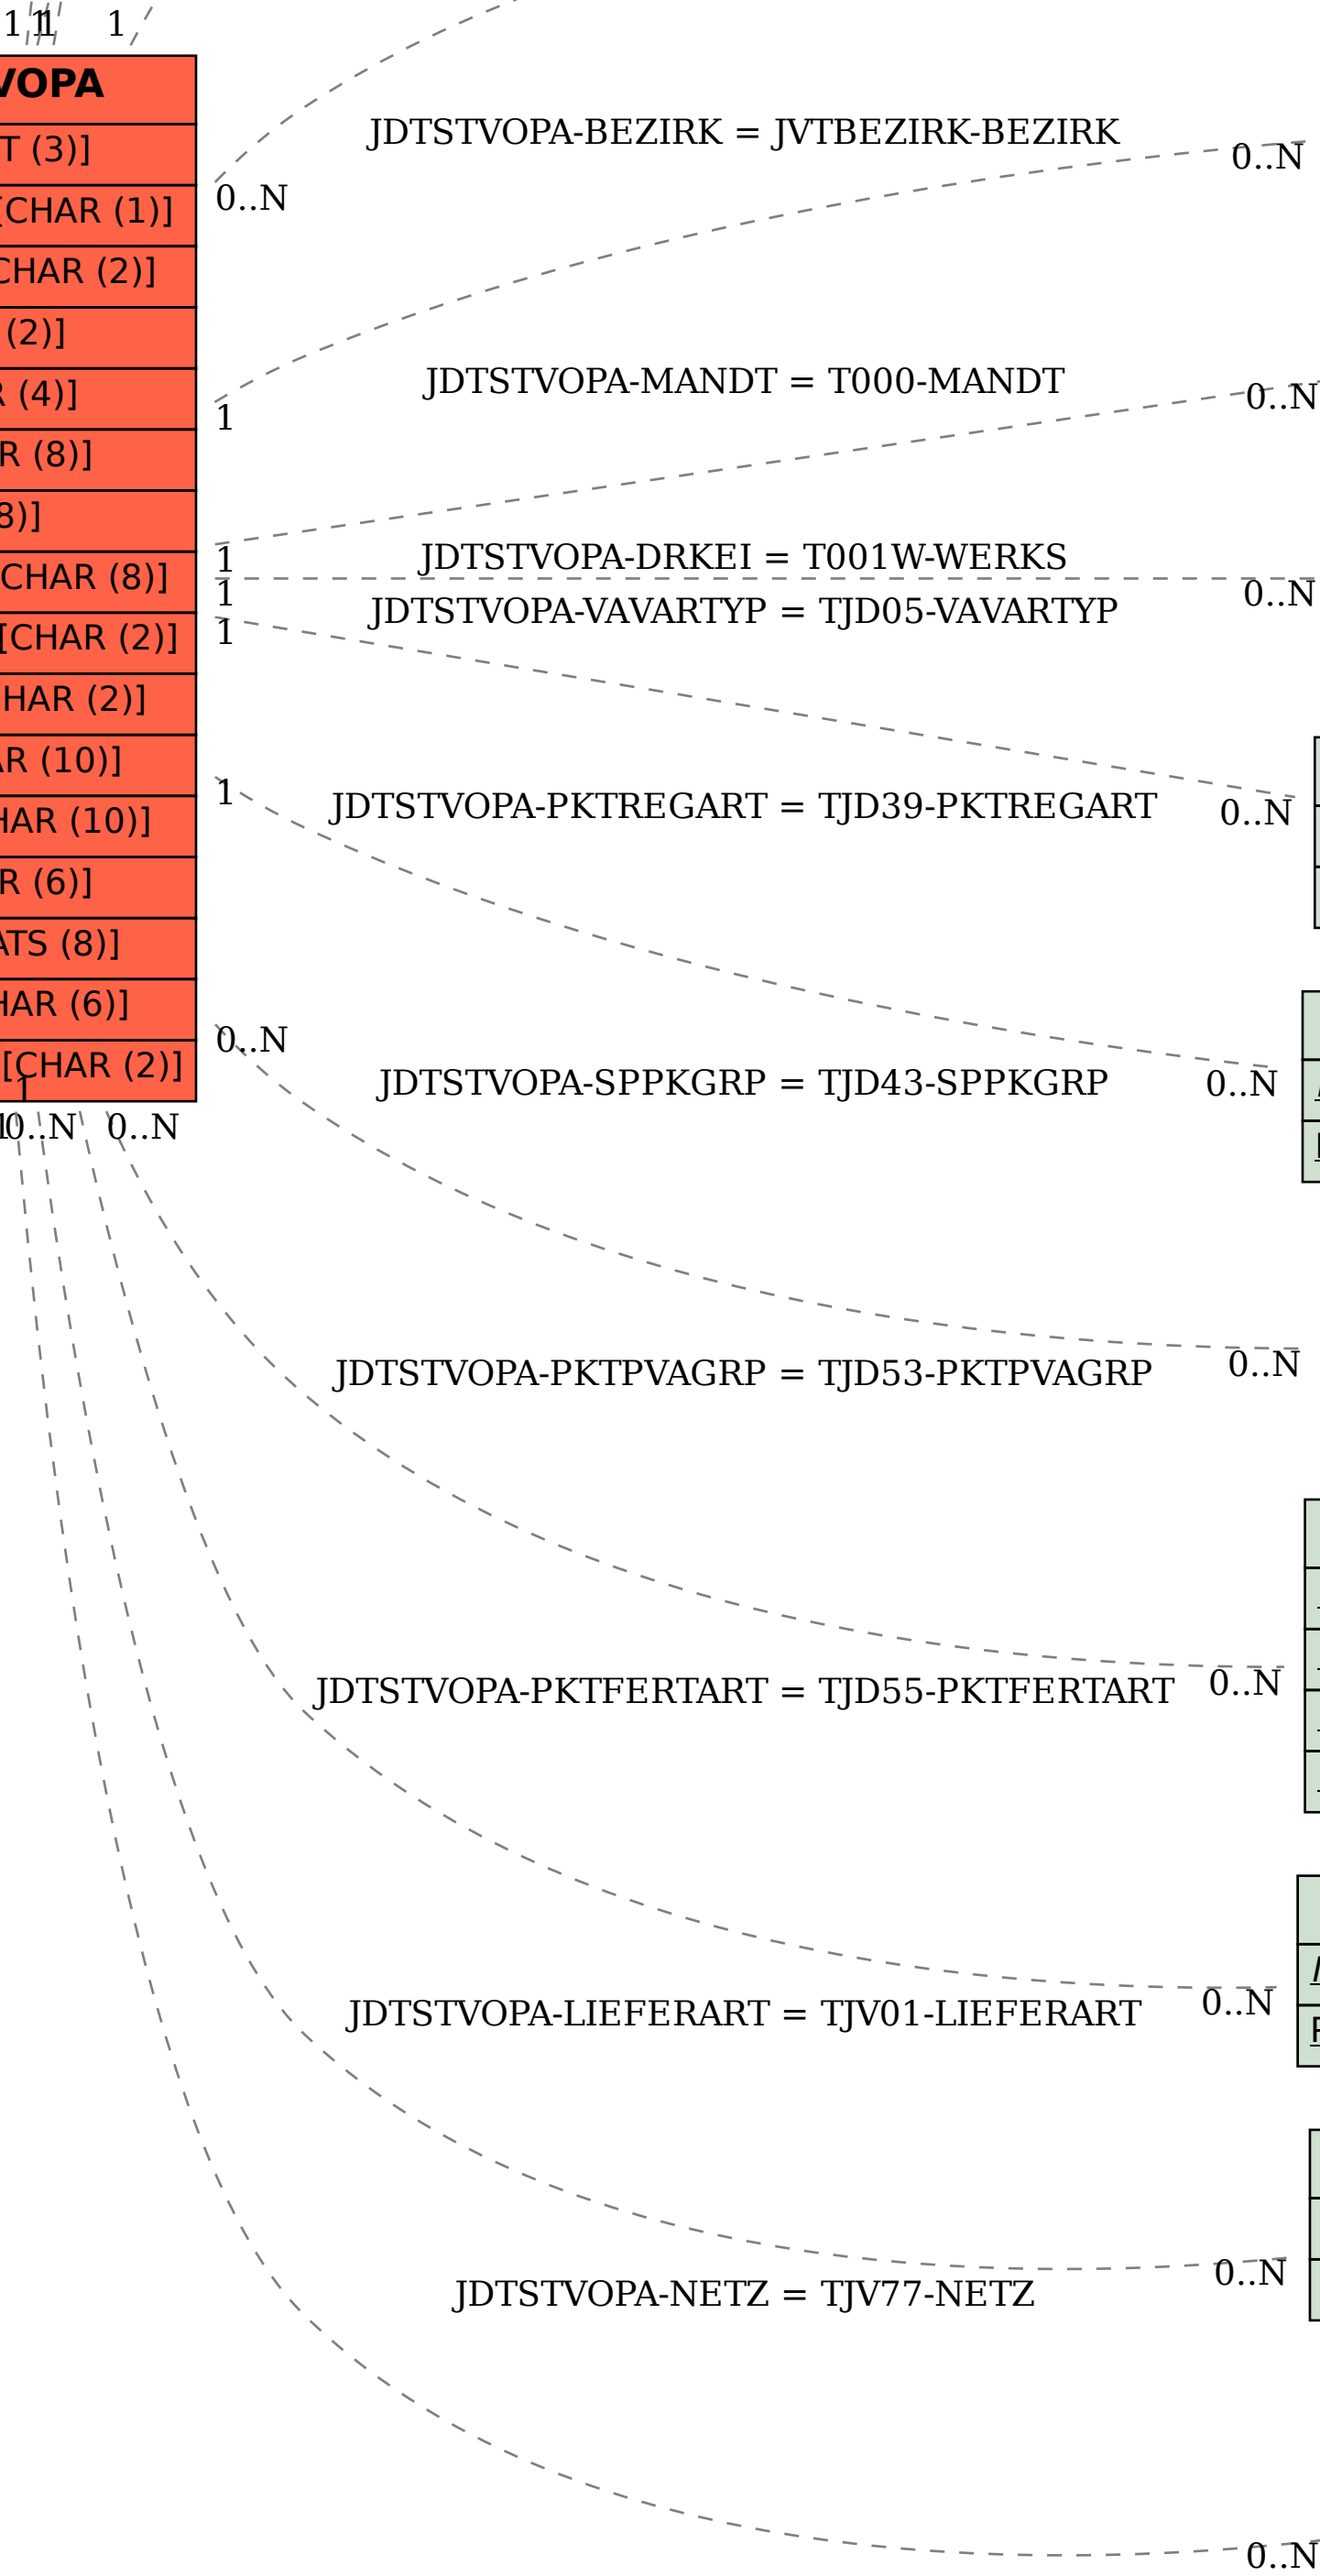 1 1 1 1
VOPA
T (3)]
[CHAR (1)]
CHAR (2)]
(2)]
R (4)]
R (8)]
8)]
CHAR (8)]
[CHAR (2)]
HAR (2)]
AR (10)]
HAR (10)]
R (6)]
ATS (8)]
HAR (6)]
[CHAR (2)]
1
1 0..N 0..N
0..N
JDTSTVOPA-BEZIRK = JVTBEZIRK-BEZIRK
0..N
1
JDTSTVOPA-MANDT = T000-MANDT
0..N
1
JDTSTVOPA-DRKEI = T001W-WERKS
1
0..N
JDTSTVOPA-VAVARTYP = TJD05-VAVARTYP
1
1
JDTSTVOPA-PKTREGART = TJD39-PKTREGART
0..N
0..N
JDTSTVOPA-SPPKGRP = TJD43-SPPKGRP
0..N
JDTSTVOPA-PKTPVAGRP = TJD53-PKTPVAGRP
0..N
JDTSTVOPA-PKTFERTART = TJD55-PKTFERTART
0..N
JDTSTVOPA-LIEFERART = TJV01-LIEFERART
0..N
JDTSTVOPA-NETZ = TJV77-NETZ
0..N
0..N